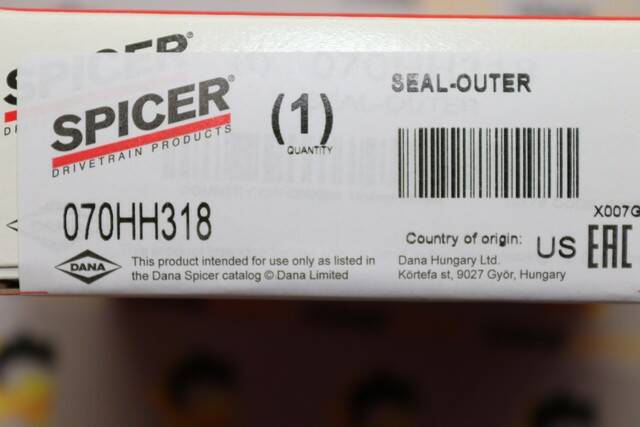 SPICER®
DRIVETRAIN PRODUCTS
(1)
QUANTITY
SEAL-OUTER
070HH318
X007G
Country of origin: US
EAC
DANA
This product intended for use only as listed in
the Dana Spicer catalog © Dana Limited
Dana Hungary Ltd.
Körtefa st, 9027 Győr, Hungary